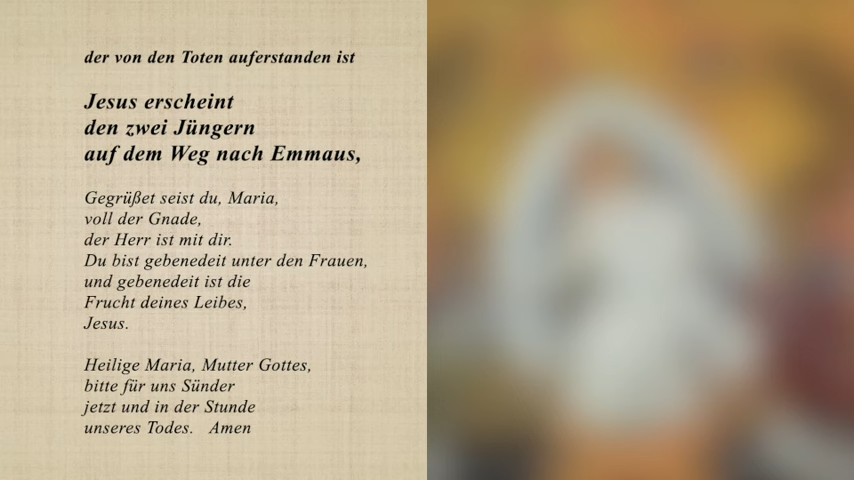 der von den Toten auferstanden ist
Jesus erscheint
den zwei Jüngern
auf dem Weg nach Emmaus,
Gegrüßet seist du, Maria,
voll der Gnade,
der Herr ist mit dir.
Du bist gebenedeit unter den Frauen,
und gebenedeit ist die
Frucht deines Leibes,
Jesus.
Heilige Maria, Mutter Gottes,
bitte für uns Sünder
jetzt und in der Stunde
unseres Todes. Amen